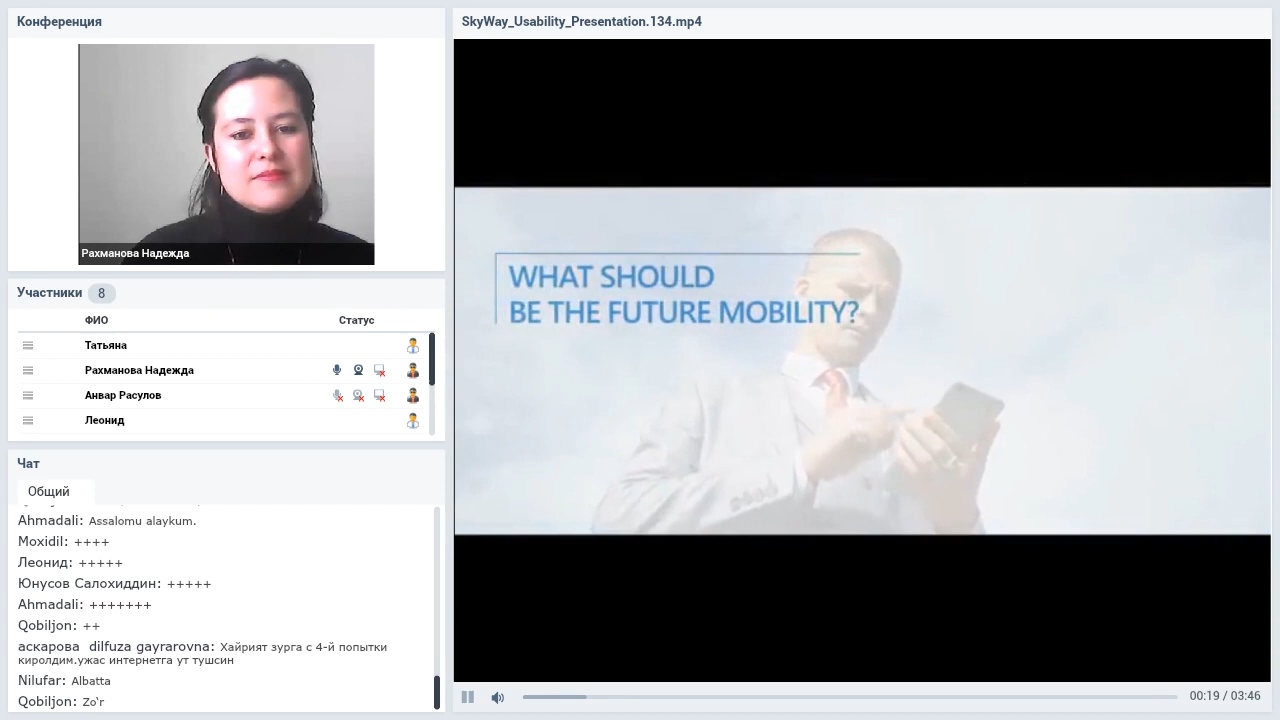 Конференция
Рахманова Надежда
Участники 8
ФИО Статус
Татьяна
Рахманова Надежда
Анвар Расулов
Леонид
Чат
Общий
Ahmadali: Assalomu alaykum.
Moxidil: ++++
Леонид: +++++
Юнусов Салохиддин: +++++
Ahmadali: +++++++
Qobiljon: ++
аскарова dilfuza gayrarovna: Хайрият зурга с 4-й попытки
киролдим.ужас интернетга ут тушсин
Nilufar: Albatta
Qobiljon: Zo'r
SkyWay_Usability_Presentation.134.mp4
WHAT SHOULD
BE THE FUTURE MOBILITY?
00:19 / 03:46